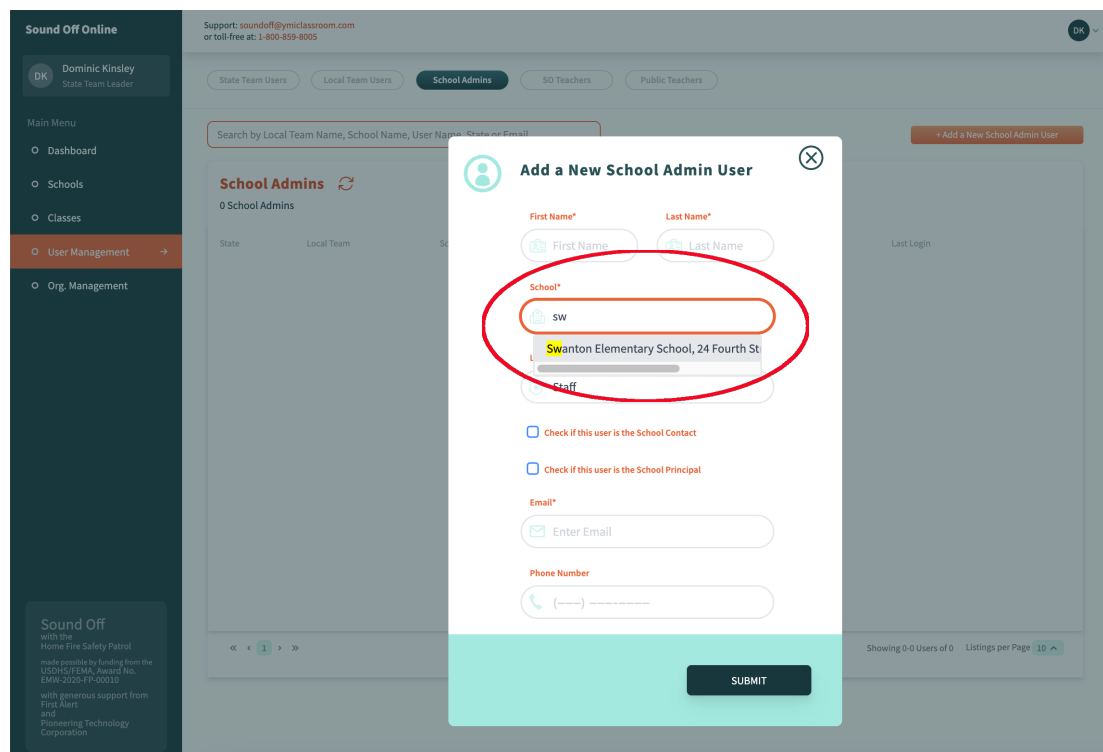 Sound Off Online
Support: soundoff@ymiclassroom.com
or toll-free at: 1-800-859-8005
DK
DK
Dominic Kinsley
State Team Leader
State Team Users
Local Team Users
School Admins
SO Teachers
Public Teachers
Main Menu
Dashboard
Schools
Classes
User Management
Org. Management
Search by Local Team Name, School Name, User Name, State or Email
+ Add a New School Admin User
School Admins
0 School Admins
State
Local Team
Sc
Last Login
Add a New School Admin User
First Name*
Last Name*
First Name
Last Name
School*
sw
Swanton Elementary School, 24 Fourth St
L
Staff
Check if this user is the School Contact
Check if this user is the School Principal
Email*
Enter Email
Phone Number
(---) --- ----
SUBMIT
« ‹ 1 › »
Showing 0-0 Users of 0
Listings per Page
10
Sound Off
with the
Home Fire Safety Patrol
made possible by funding from the
USDHS/FEMA, Award No.
EMW-2020-FP-00010
with generous support from
First Alert
and
Pioneering Technology
Corporation